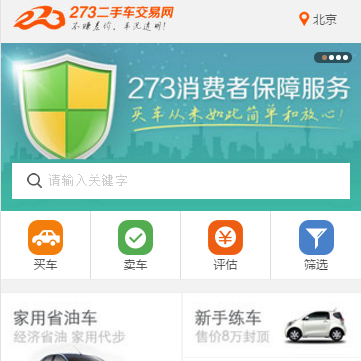 273二手车交易网
不赚差价，车况透明！
北京
273消费者保障服务
买车从未如此简单和放心！
请输入关键字
买车
卖车
评估
筛选
家用省油车
经济省油 家用代步
新手练车
售价8万封顶